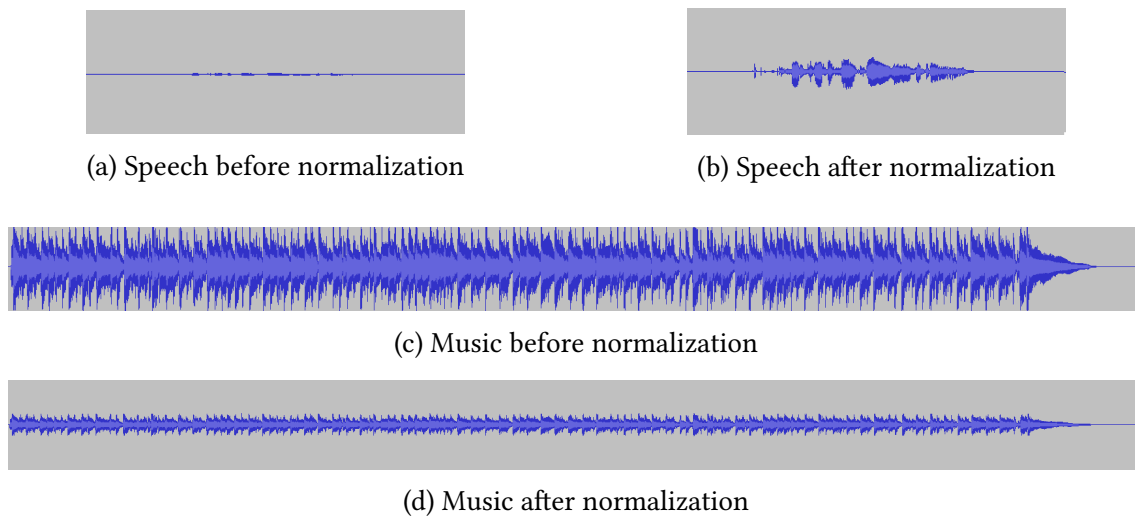 (a) Speech before normalization
(b) Speech after normalization
(c) Music before normalization
(d) Music after normalization